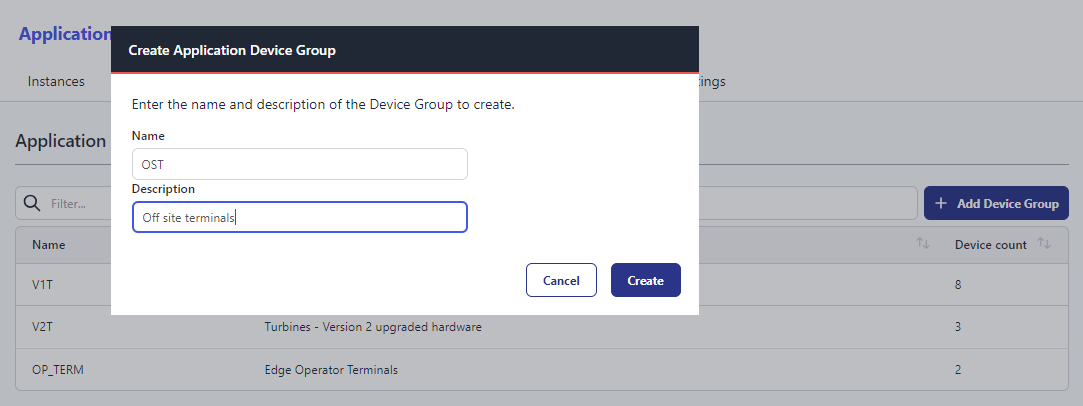 Application
Create Application Device Group
Instances
tings
Enter the name and description of the Device Group to create.
Application
Name
OST
Description
Filter...
Off site terminals
+ Add Device Group
Name
Device count
Cancel
Create
V1T
8
V2T
Turbines - Version 2 upgraded hardware
3
OP_TERM
Edge Operator Terminals
2